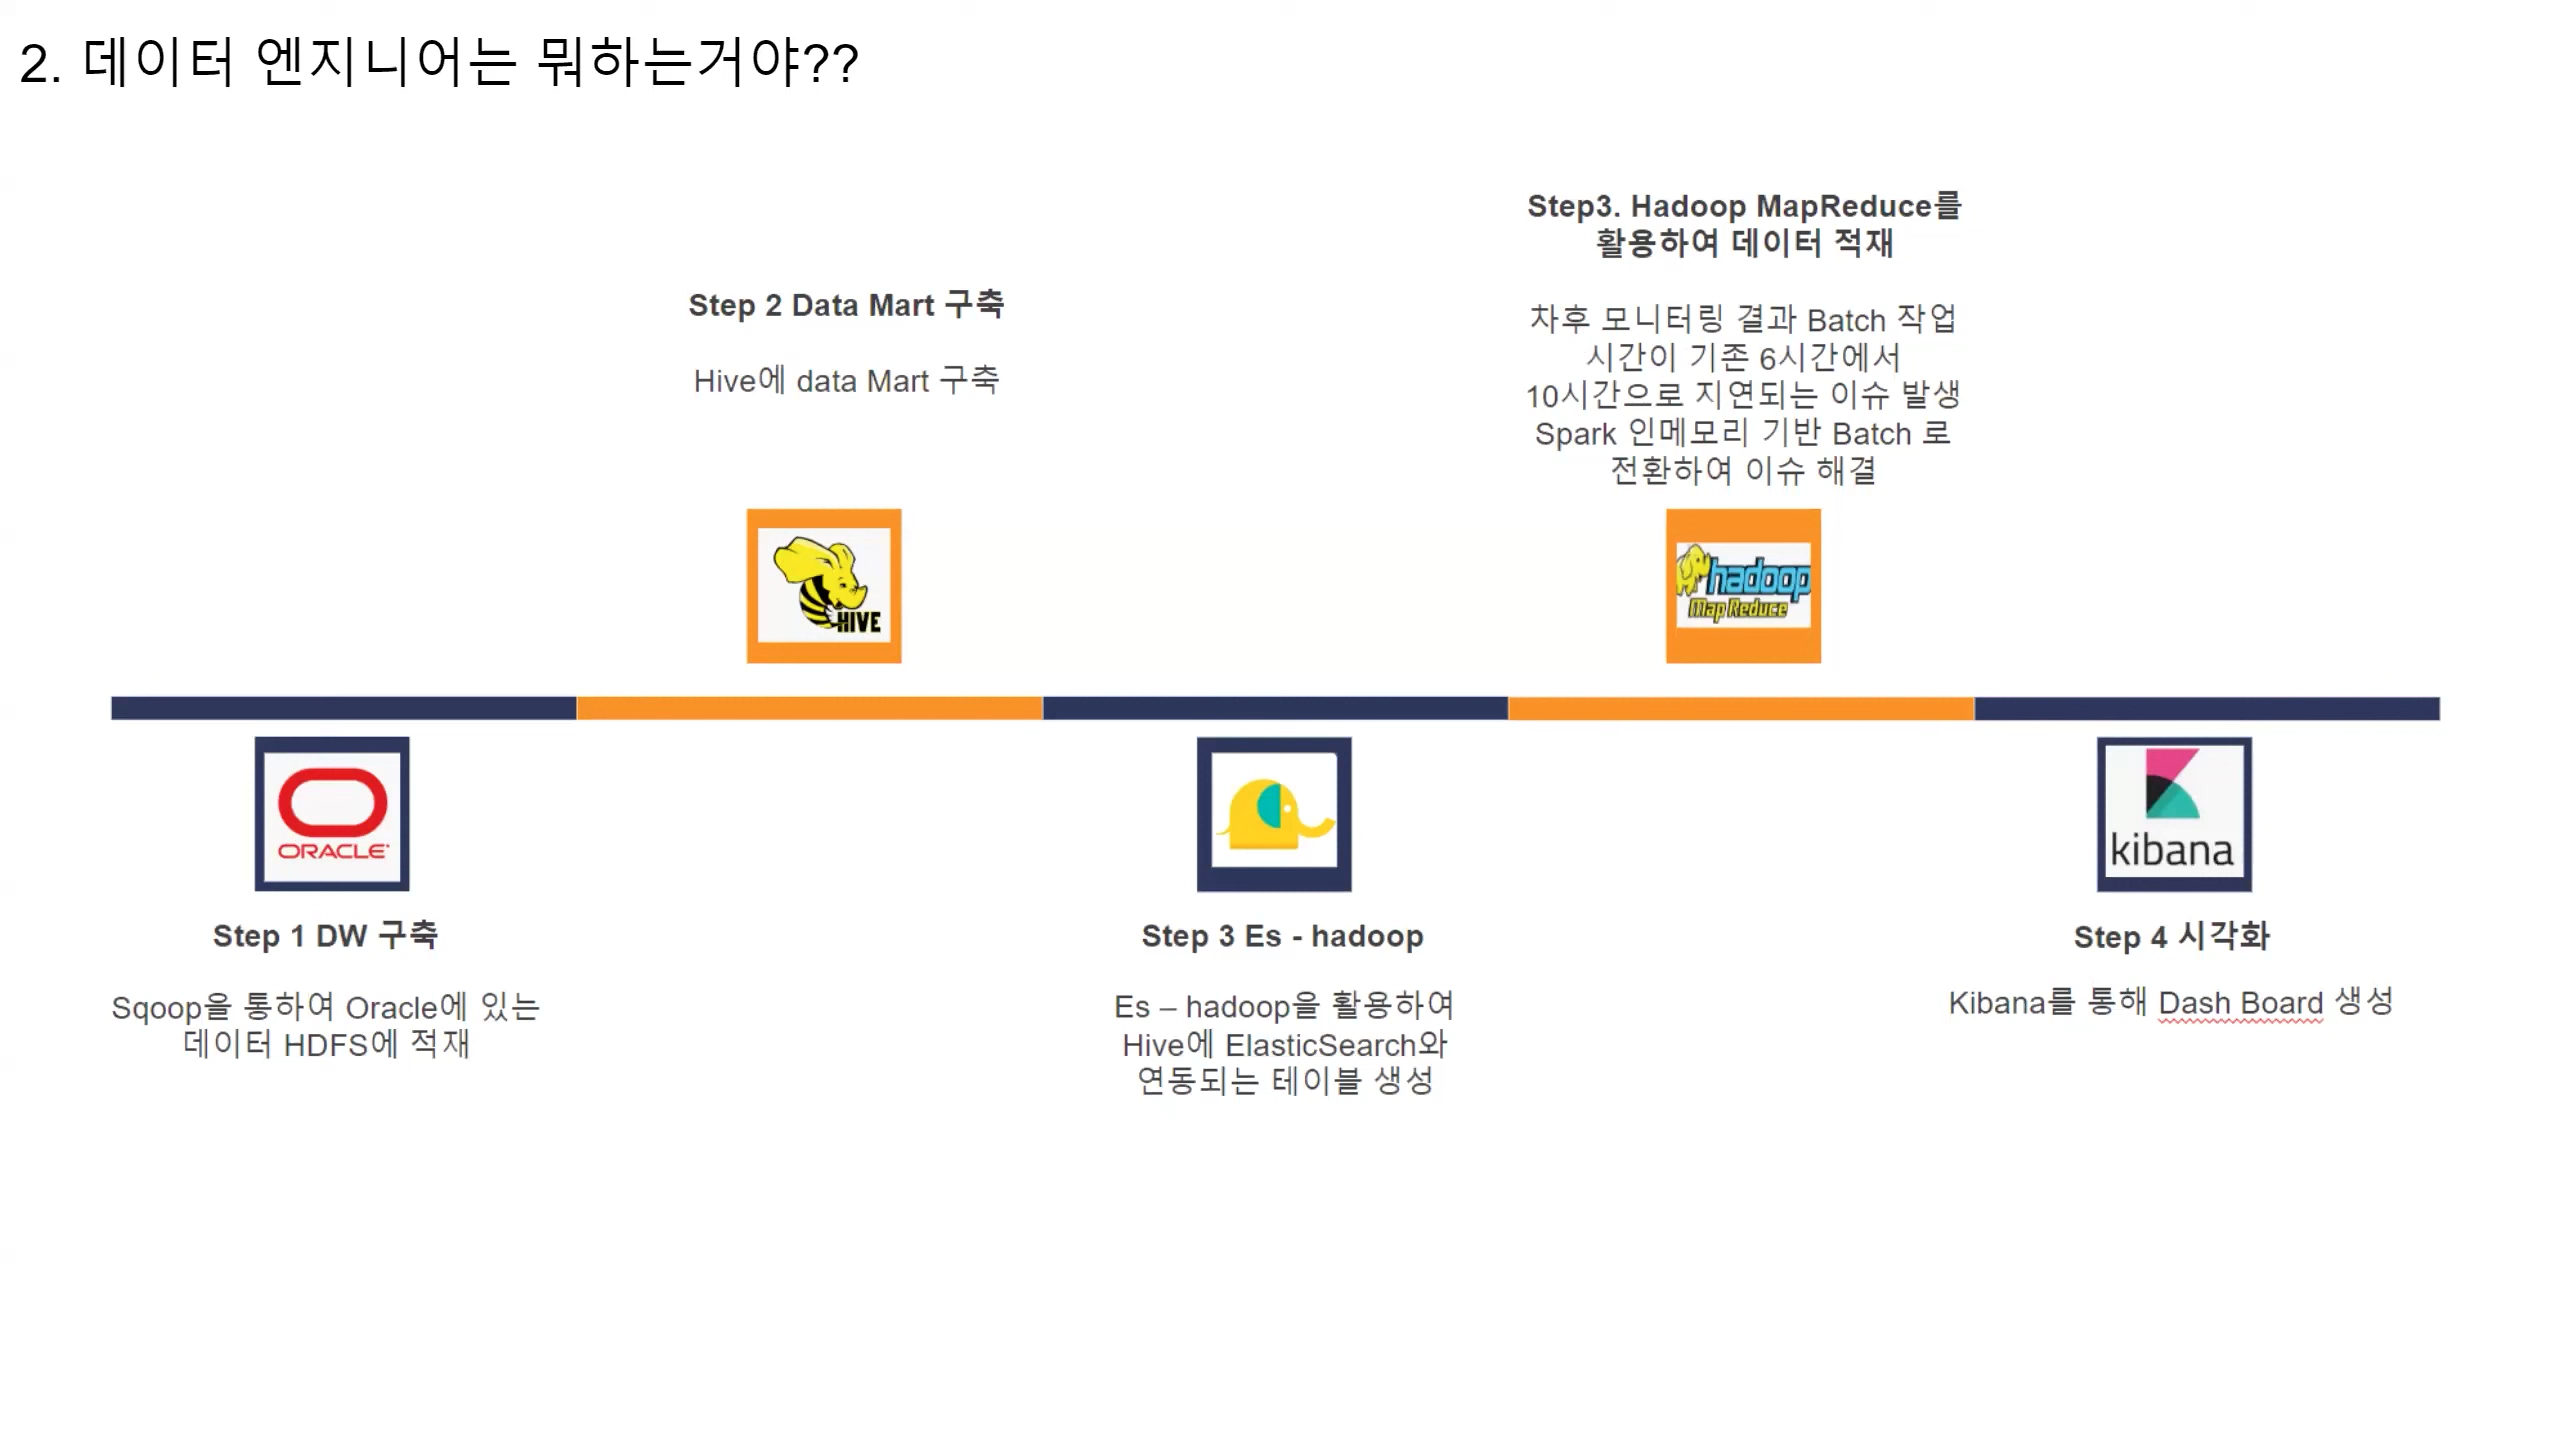 2. 데이터 엔지니어는 뭐하는거야??
Step 1 DW 구축
Sqoop을 통하여 Oracle에 있는
데이터 HDFS에 적재
ORACLE
Step 2 Data Mart 구축
Hive에 data Mart 구축
HIVE
Step 3 Es - hadoop
Es – hadoop을 활용하여
Hive에 ElasticSearch와
연동되는 테이블 생성
Step3. Hadoop MapReduce를
활용하여 데이터 적재
차후 모니터링 결과 Batch 작업
시간이 기존 6시간에서
10시간으로 지연되는 이슈 발생
Spark 인메모리 기반 Batch 로
전환하여 이슈 해결
hadoop
Map Reduce
kibana
Step 4 시각화
Kibana를 통해 Dash Board 생성